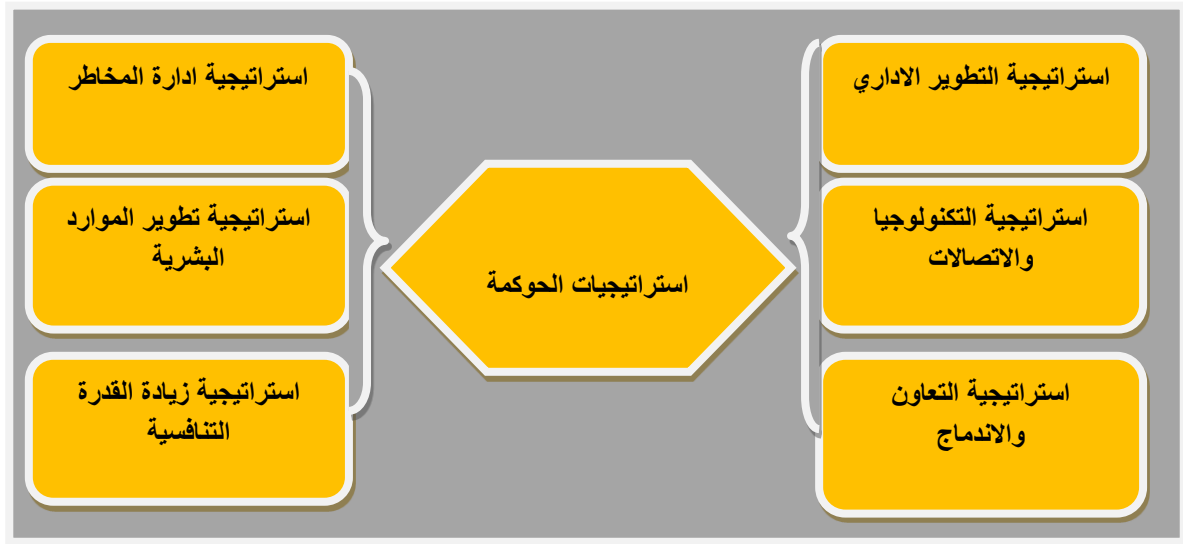 استراتيجية التطوير الاداري
استراتيجية التكنولوجيا
والاتصالات
استراتيجية التعاون
والاندماج
استراتيجيات الحوكمة
استراتيجية ادارة المخاطر
استراتيجية تطوير الموارد
البشرية
استراتيجية زيادة القدرة
التنافسية